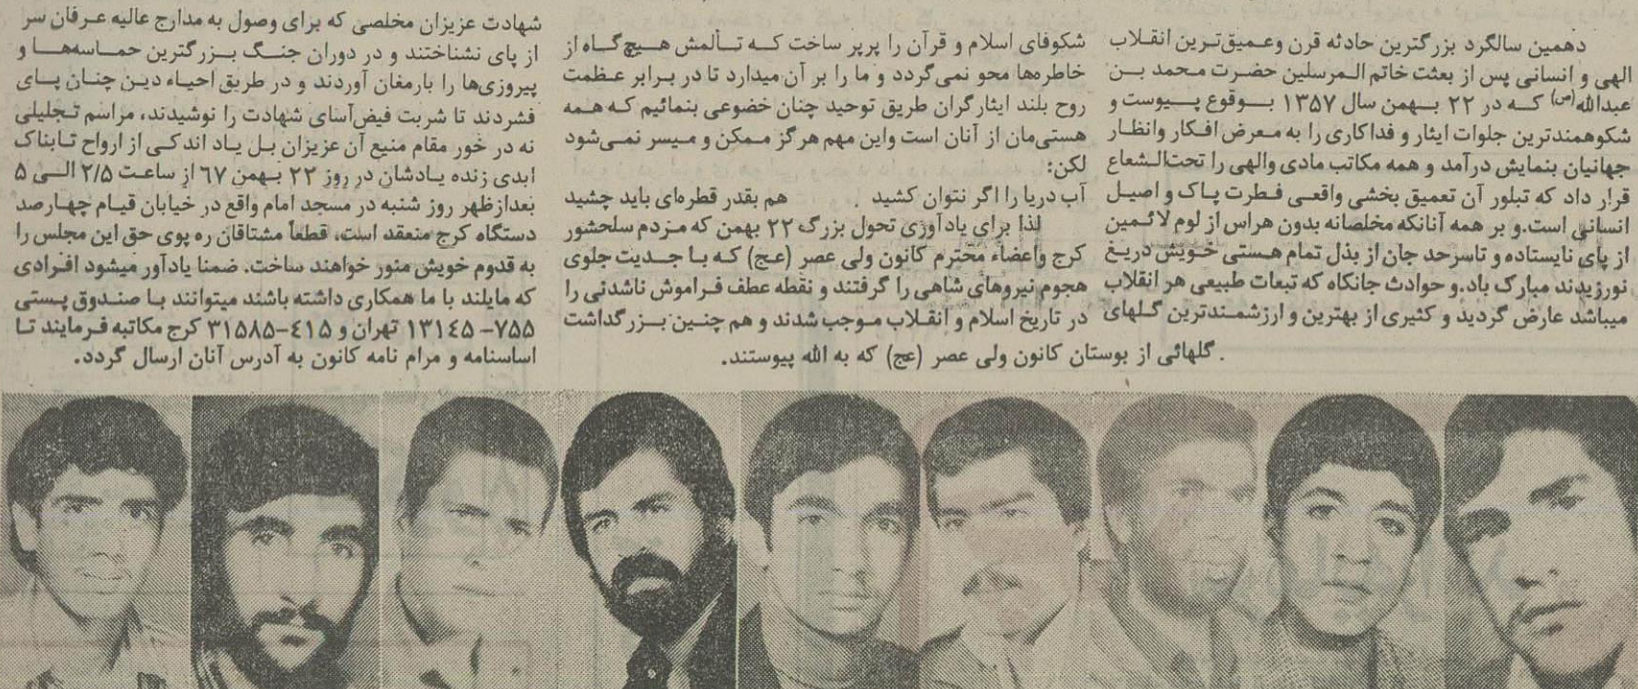 دهمین سالگرد بزرگترین حادثه قرن وعمیق‌ترین انقلاب
الهی و انسانی پس از بعثت خاتم المرسلین حضرت محمد بن
عبدالله(ص) که در ۲۲ بهمن سال ۱۳۵۷ بوقوع پیوست و
شکوهمندترین جلوات ایثار و فداکاری را به معرض افکار وانظار
جهانیان بنمایش درآمد و همه مکاتب مادی والهی را تحت‌الشعاع
قرار داد که تبلور آن تعمیق بخشی واقعی فطرت پاک و اصیل
انسانی است.و بر همه آنانکه مخلصانه بدون هراس از لوم لائمین
از پای نایستاده و تاسرحد جان از بذل تمام هستی خویش دریغ
نورزیدند مبارک باد.و حوادث جانکاه که تبعات طبیعی هر انقلاب
میباشد عارض گردید و کثیری از بهترین و ارزشمندترین گلهای
شکوفای اسلام و قرآن را پرپر ساخت که تألمش هیچ گاه از
خاطره‌ها محو نمی‌گردد و ما را بر آن میدارد تا در برابر عظمت
روح بلند ایثارگران طریق توحید چنان خضوعی بنمائیم که همه
هستی‌مان از آنان است واین مهم هرگز ممکن و میسر نمی‌شود
لکن:
آب دریا را اگر نتوان کشید هم بقدر قطره‌ای باید چشید
لذا برای یادآوری تحول بزرگ ۲۲ بهمن که مردم سلحشور
کرج واعضاء محترم کانون ولی عصر (عج) که با جدیت جلوی
هجوم نیروهای شاهی را گرفتند و نقطه عطف فراموش ناشدنی را
در تاریخ اسلام و انقلاب موجب شدند و هم چنین بزرگداشت
شهادت عزیزان مخلصی که برای وصول به مدارج عالیه عرفان سر
از پای نشناختند و در دوران جنگ بزرگترین حماسه‌ها و
پیروزی‌ها را بارمغان آوردند و در طریق احیاء دین چنان پای
فشردند تا شربت فیض‌آسای شهادت را نوشیدند، مراسم تجلیلی
نه در خور مقام منیع آن عزیزان بل یاد اندکی از ارواح تابناک
ابدی زنده یادشان در روز ۲۲ بهمن ۶۷ از ساعت ۲/۵ الی ۵
بعدازظهر روز شنبه در مسجد امام واقع در خیابان قیام چهارصد
دستگاه کرج منعقد است، قطعاً مشتاقان ره پوی حق این مجلس را
به قدوم خویش منور خواهند ساخت. ضمنا یادآور میشود افرادی
که مایلند با ما همکاری داشته باشند میتوانند با صندوق پستی
۷۵۵- ۱۳۱۴۵ تهران و ۴۱۵-۳۱۵۸۵ کرج مکاتبه فرمایند تا
اساسنامه و مرام نامه کانون به آدرس آنان ارسال گردد.
گلهائی از بوستان کانون ولی عصر (عج) که به الله پیوستند.